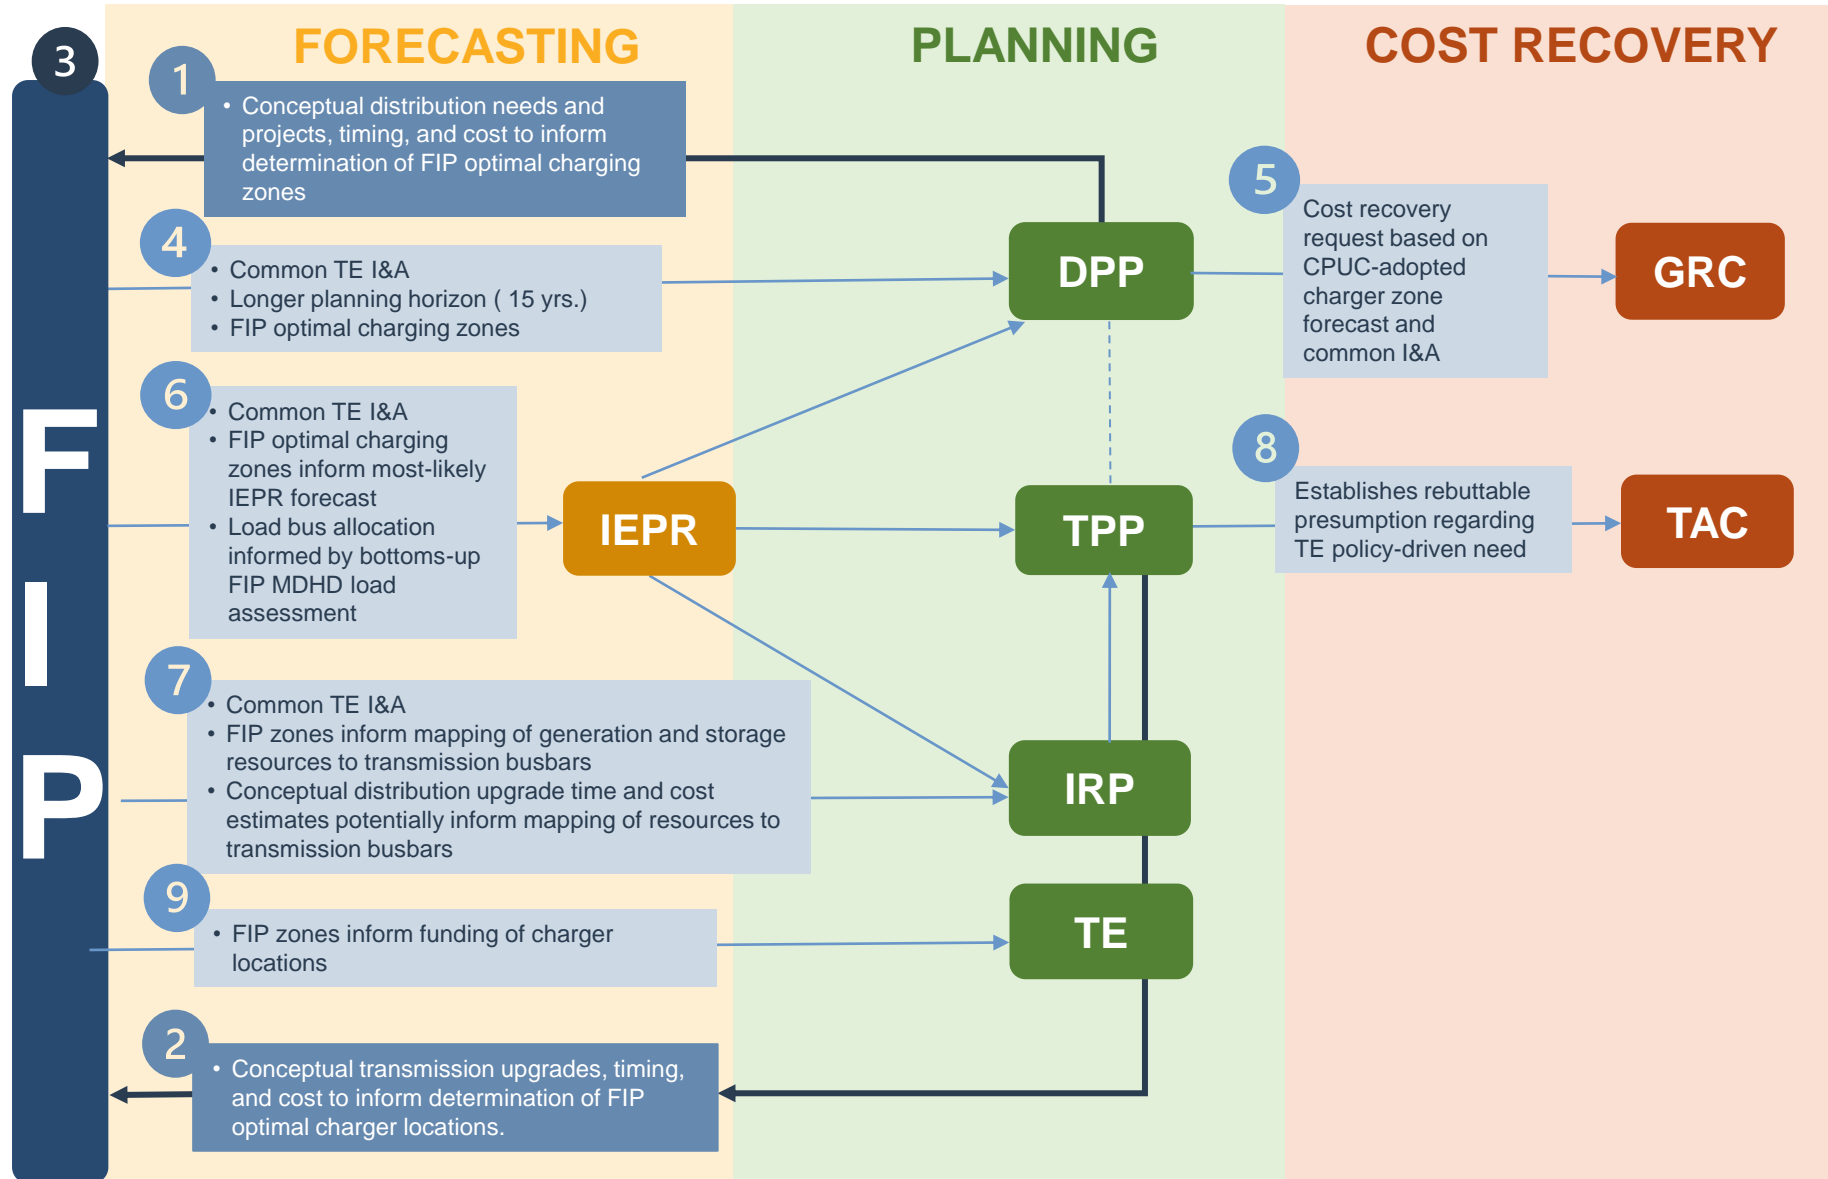 FORECASTING
PLANNING
COST RECOVERY
3
F
I
P
1
• Conceptual distribution needs and
projects, timing, and cost to inform
determination of FIP optimal charging
zones
4
• Common TE I&A
• Longer planning horizon ( 15 yrs.)
• FIP optimal charging zones
DPP
5
Cost recovery
request based on
CPUC-adopted
charger zone
forecast and
common I&A
GRC
6
• Common TE I&A
• FIP optimal charging
zones inform most-likely
IEPR forecast
• Load bus allocation
informed by bottoms-up
FIP MDHD load
assessment
IEPR
TPP
8
Establishes rebuttable
presumption regarding
TE policy-driven need
TAC
7
• Common TE I&A
• FIP zones inform mapping of generation and storage
resources to transmission busbars
• Conceptual distribution upgrade time and cost
estimates potentially inform mapping of resources to
transmission busbars
IRP
9
• FIP zones inform funding of charger
locations
TE
2
• Conceptual transmission upgrades, timing,
and cost to inform determination of FIP
optimal charger locations.